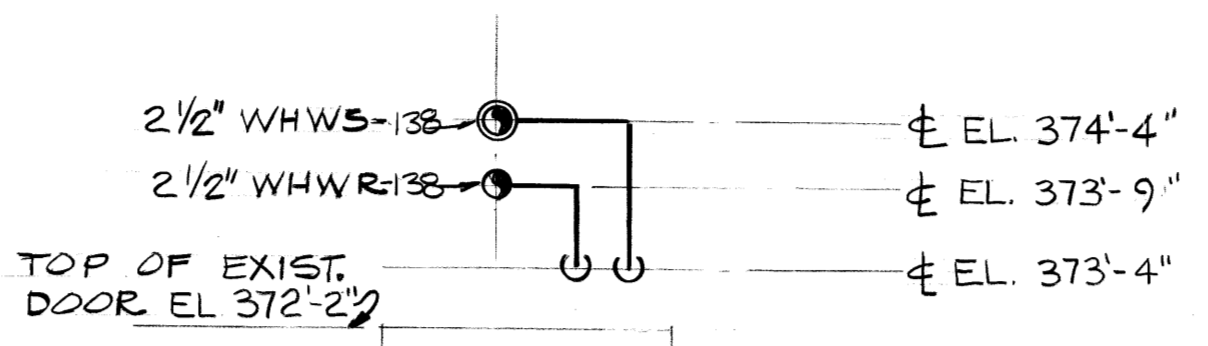 2 1/2" WHWS-138
℄ EL. 374'-4"
2 1/2" WHWR-138
℄ EL. 373'-9"
℄ EL. 373'-4"
TOP OF EXIST.
DOOR EL 372'-2"